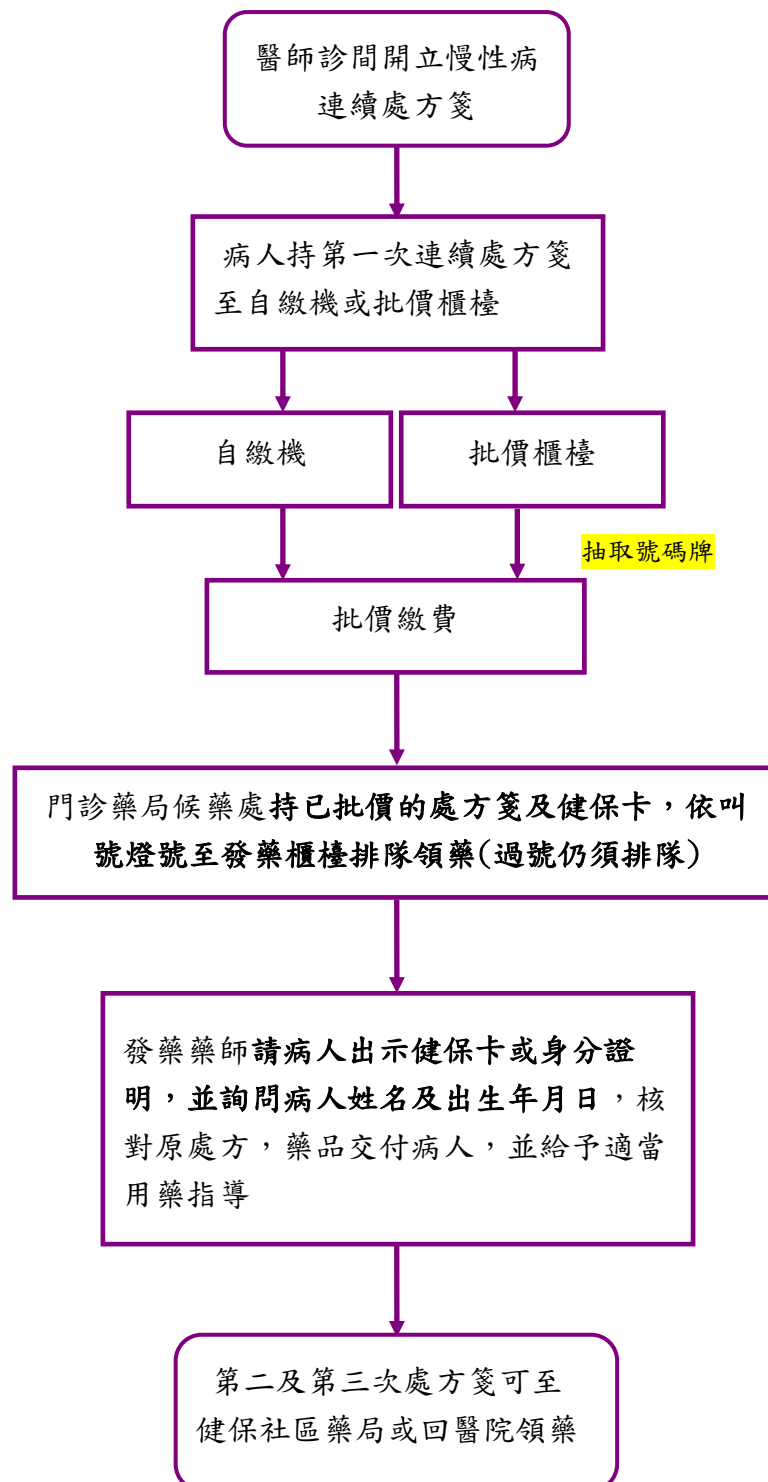 醫師診間開立慢性病
連續處方箋
病人持第一次連續處方箋
至自繳機或批價櫃檯
自繳機
批價櫃檯
抽取號碼牌
批價繳費
門診藥局候藥處持已批價的處方箋及健保卡，依叫
號燈號至發藥櫃檯排隊領藥(過號仍須排隊)
發藥藥師請病人出示健保卡或身分證
明，並詢問病人姓名及出生年月日，核
對原處方，藥品交付病人，並給予適當
用藥指導
第二及第三次處方箋可至
健保社區藥局或回醫院領藥